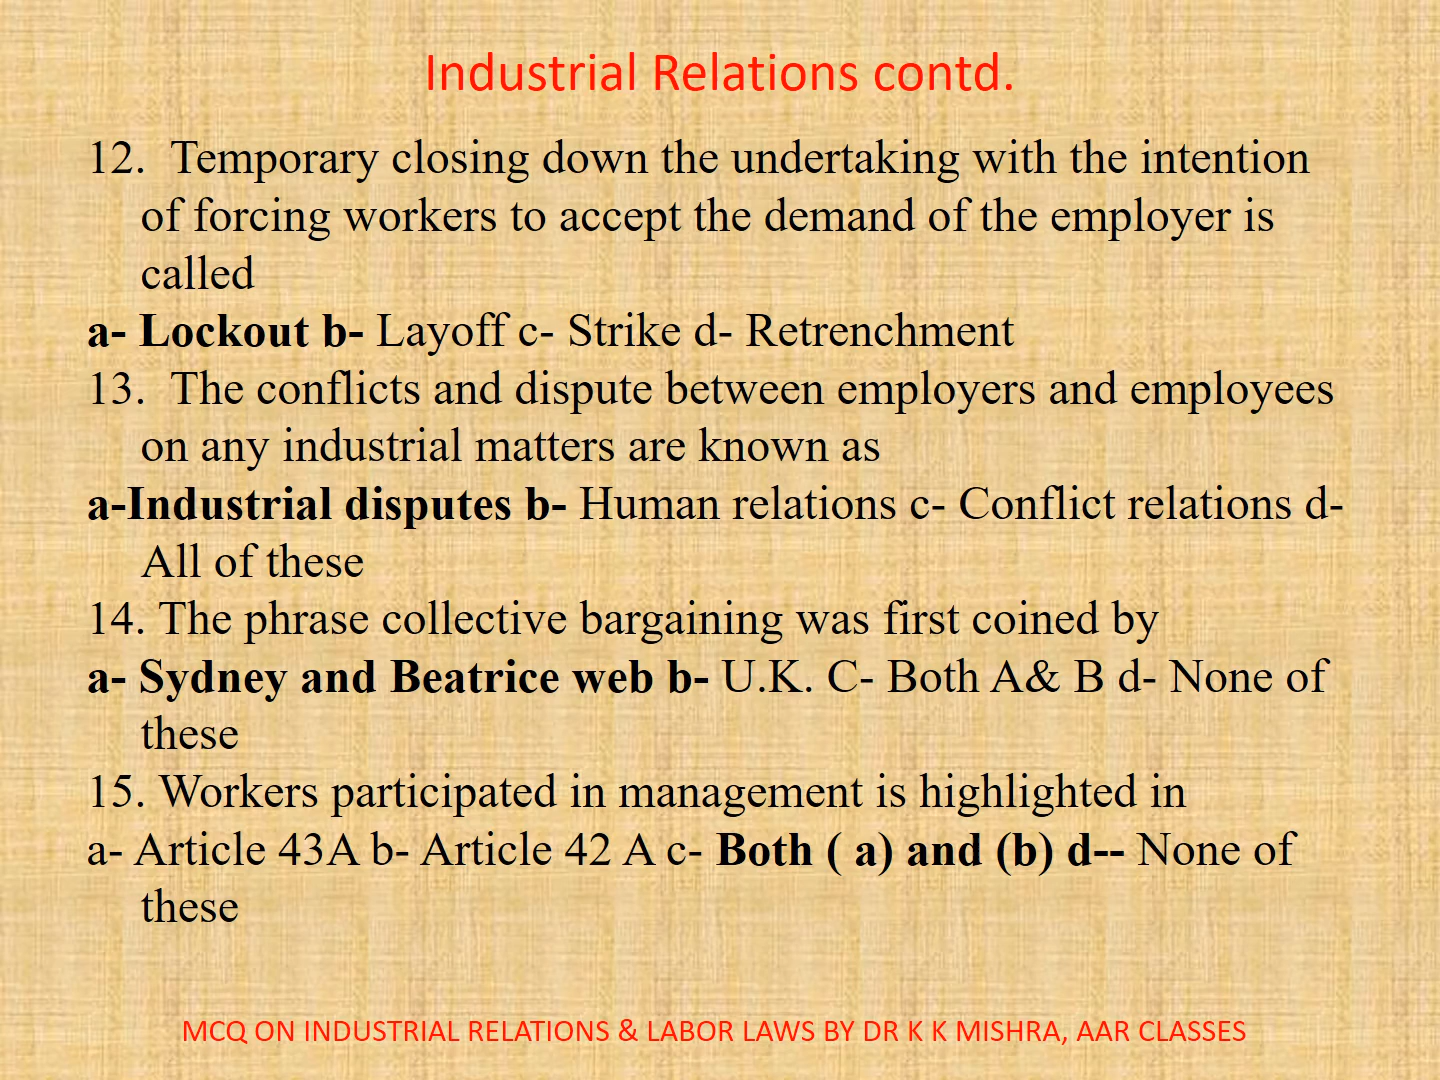 Industrial Relations contd.
12. Temporary closing down the undertaking with the intention
of forcing workers to accept the demand of the employer is
called
a- Lockout b- Layoff c- Strike d- Retrenchment
13. The conflicts and dispute between employers and employees
on any industrial matters are known as
a-Industrial disputes b- Human relations c- Conflict relations d-
All of these
14. The phrase collective bargaining was first coined by
a- Sydney and Beatrice web b- U.K. C- Both A& B d- None of
these
15. Workers participated in management is highlighted in
a- Article 43A b- Article 42 A c- Both ( a) and (b) d-- None of
these
MCQ ON INDUSTRIAL RELATIONS & LABOR LAWS BY DR K K MISHRA, AAR CLASSES